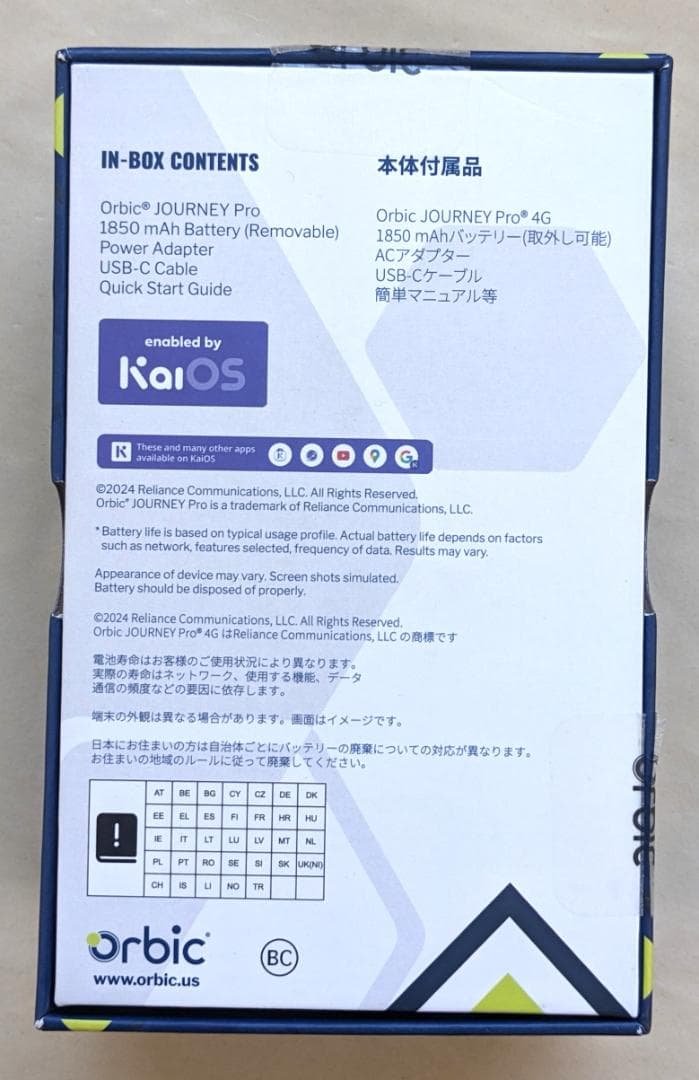 Orbic
IN-BOX CONTENTS
Orbic® JOURNEY Pro
1850 mAh Battery (Removable)
Power Adapter
USB-C Cable
Quick Start Guide
本体付属品
Orbic JOURNEY Pro® 4G
1850 mAhバッテリー(取外し可能)
ACアダプター
USB-Cケーブル
簡単マニュアル等
enabled by
KaiOS
These and many other apps
available on KaiOS
©2024 Reliance Communications, LLC. All Rights Reserved.
Orbic® JOURNEY Pro is a trademark of Reliance Communications, LLC.
* Battery life is based on typical usage profile. Actual battery life depends on factors
such as network, features selected, frequency of data. Results may vary.
Appearance of device may vary. Screen shots simulated.
Battery should be disposed of properly.
©2024 Reliance Communications, LLC. All Rights Reserved.
Orbic JOURNEY Pro® 4G はReliance Communications, LLC の商標です
電池寿命はお客様のご使用状況により異なります。
実際の寿命はネットワーク、使用する機能、データ
通信の頻度などの要因に依存します。
端末の外観は異なる場合があります。画面はイメージです。
日本にお住まいの方は自治体ごとにバッテリーの廃棄についての対応が異なります。
お住まいの地域のルールに従って廃棄してください。
AT BE BG CY CZ DE DK
EE EL ES FI FR HR HU
IE IT LT LU LV MT NL
PL PT RO SE SI SK UK(NI)
CH IS LI NO TR
Orbic
Orbic®
www.orbic.us
BC